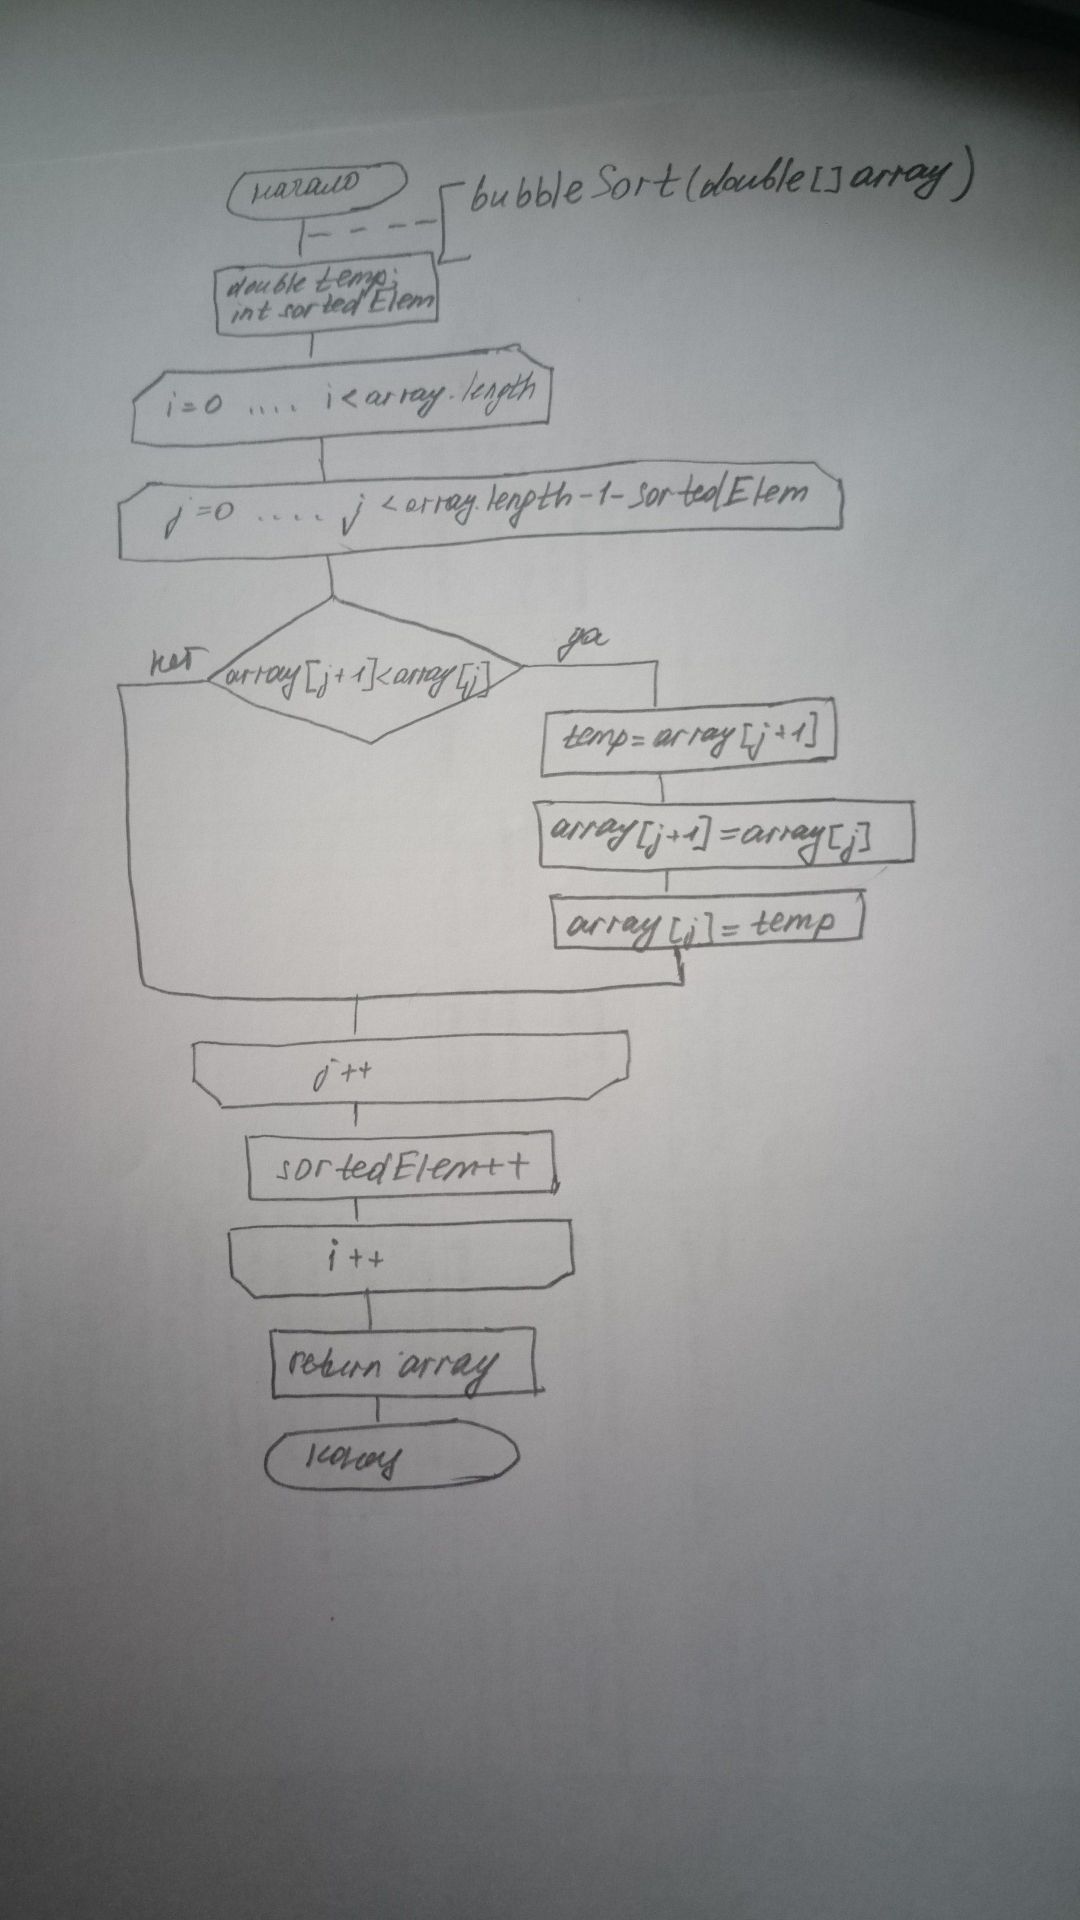 начало
bubbleSort(double[] array)
double temp;
int sortedElem
i=0 .... i<array.length
j=0 .... j<array.length-1-sortedElem
нет
array[j+1]<array[j]
да
temp=array[j+1]
array[j+1]=array[j]
array[j]=temp
j++
sortedElem++
i++
return array
конец